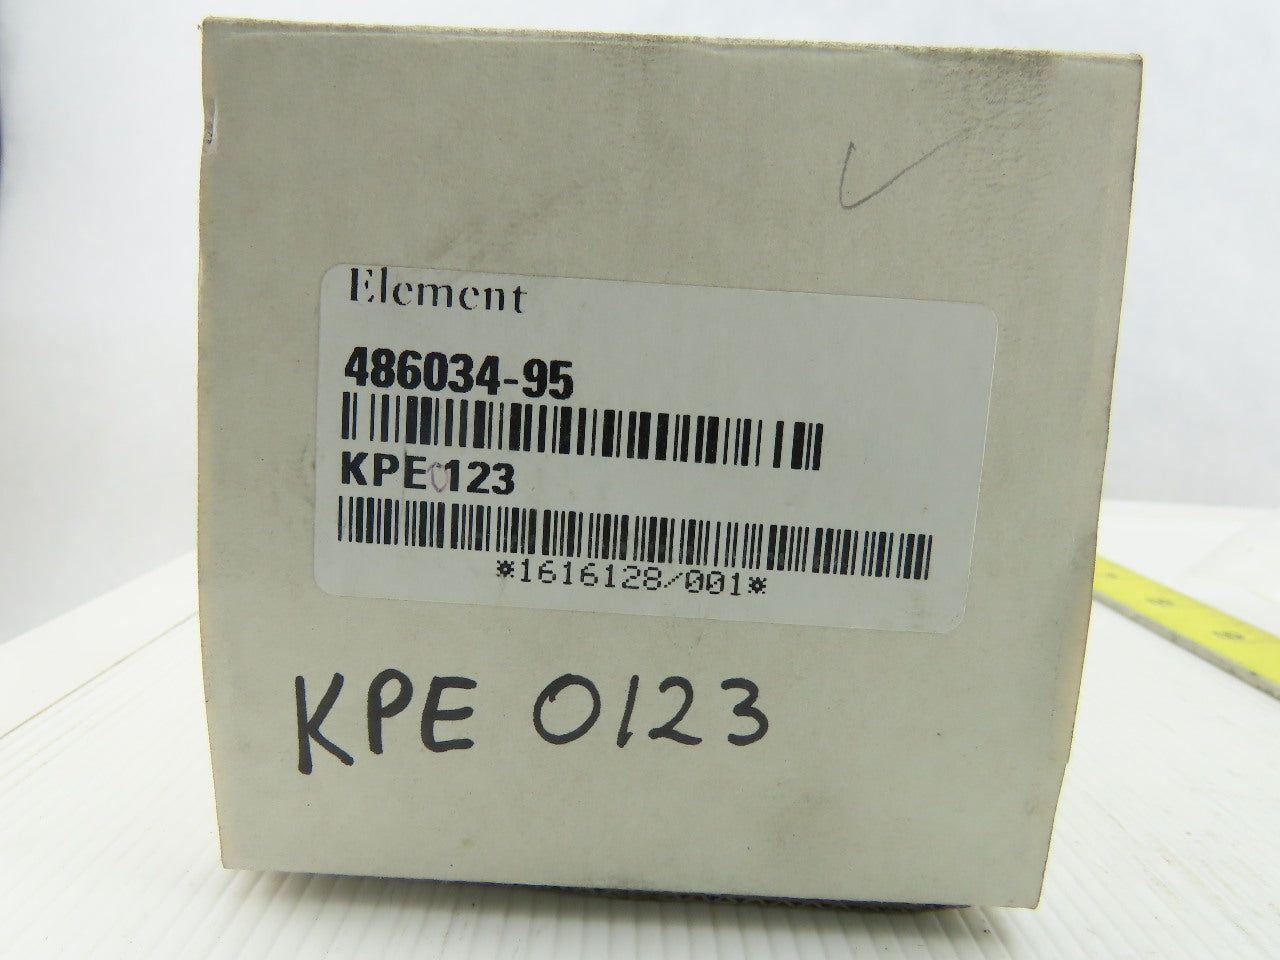 Element
486034-95
KPE0123
*1616128/001*
KPE 0123